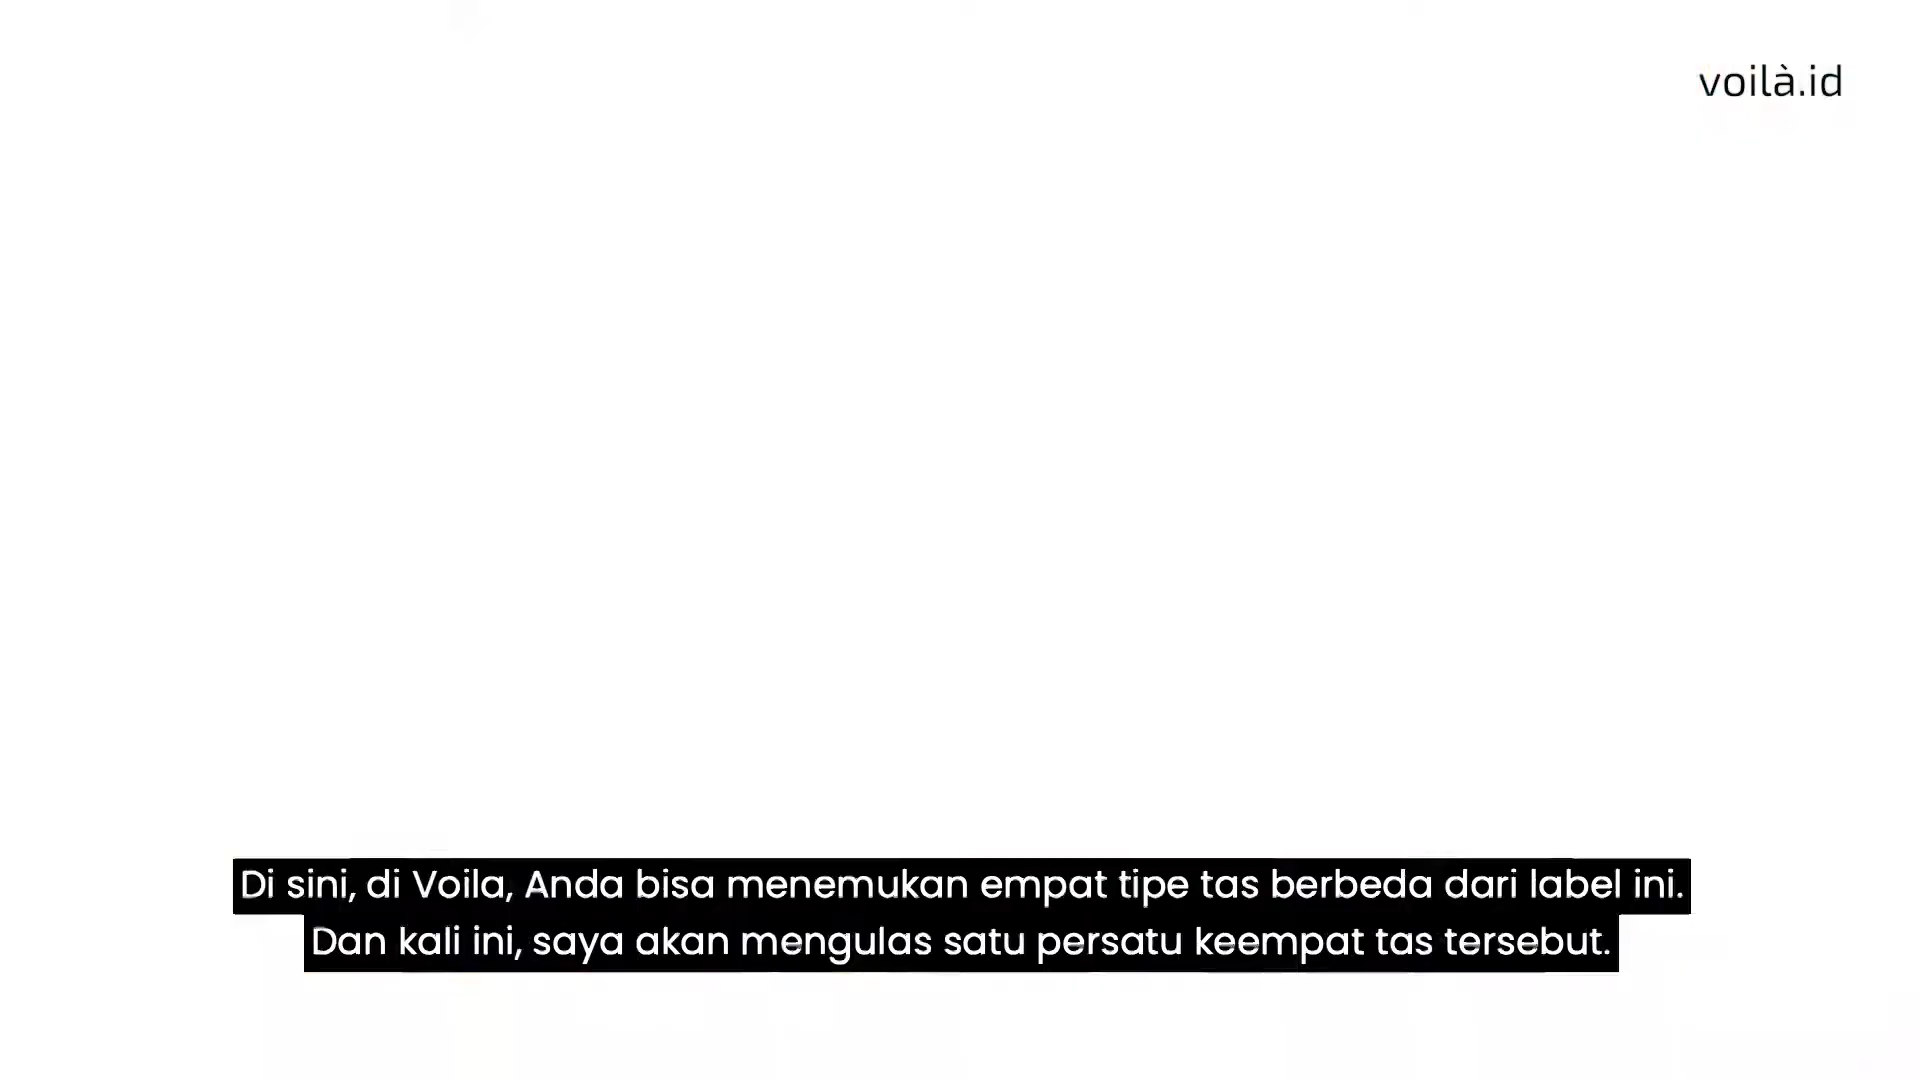 voilà.id
Di sini, di Voila, Anda bisa menemukan empat tipe tas berbeda dari label ini.
Dan kali ini, saya akan mengulas satu persatu keempat tas tersebut.